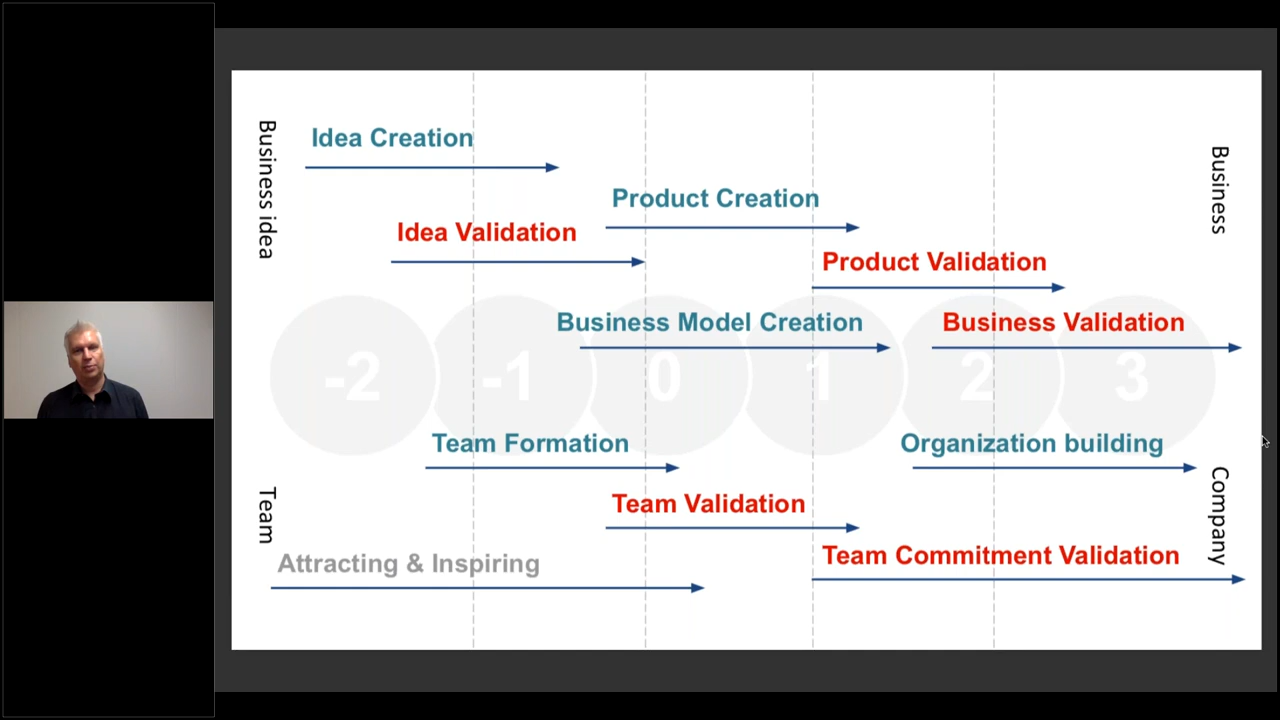 Business idea
Idea Creation
Product Creation
Idea Validation
Business
Product Validation
Business Model Creation
Business Validation
-2 -1 0 1 2 3
Team Formation
Organization building
Team
Team Validation
Company
Attracting & Inspiring
Team Commitment Validation